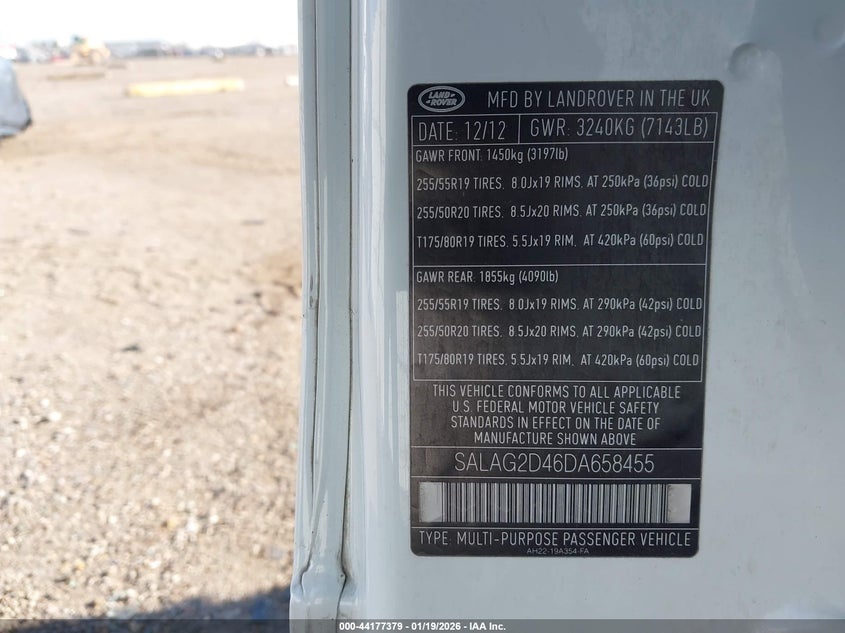 LAND ROVER
MFD BY LANDROVER IN THE UK
DATE: 12/12
GWR: 3240KG (7143LB)
GAWR FRONT: 1450kg (3197lb)
255/55R19 TIRES. 8.0Jx19 RIMS. AT 250kPa (36psi) COLD
255/50R20 TIRES. 8.5Jx20 RIMS. AT 250kPa (36psi) COLD
T175/80R19 TIRES. 5.5Jx19 RIM. AT 420kPa (60psi) COLD
GAWR REAR: 1855kg (4090lb)
255/55R19 TIRES. 8.0Jx19 RIMS. AT 290kPa (42psi) COLD
255/50R20 TIRES. 8.5Jx20 RIMS. AT 290kPa (42psi) COLD
T175/80R19 TIRES. 5.5Jx19 RIM. AT 420kPa (60psi) COLD
THIS VEHICLE CONFORMS TO ALL APPLICABLE
U.S. FEDERAL MOTOR VEHICLE SAFETY
STANDARDS IN EFFECT ON THE DATE OF
MANUFACTURE SHOWN ABOVE
SALAG2D46DA658455
TYPE: MULTI-PURPOSE PASSENGER VEHICLE
AH22-19A354-FA
000-44177379 | 01/19/2026 | IAA Inc.